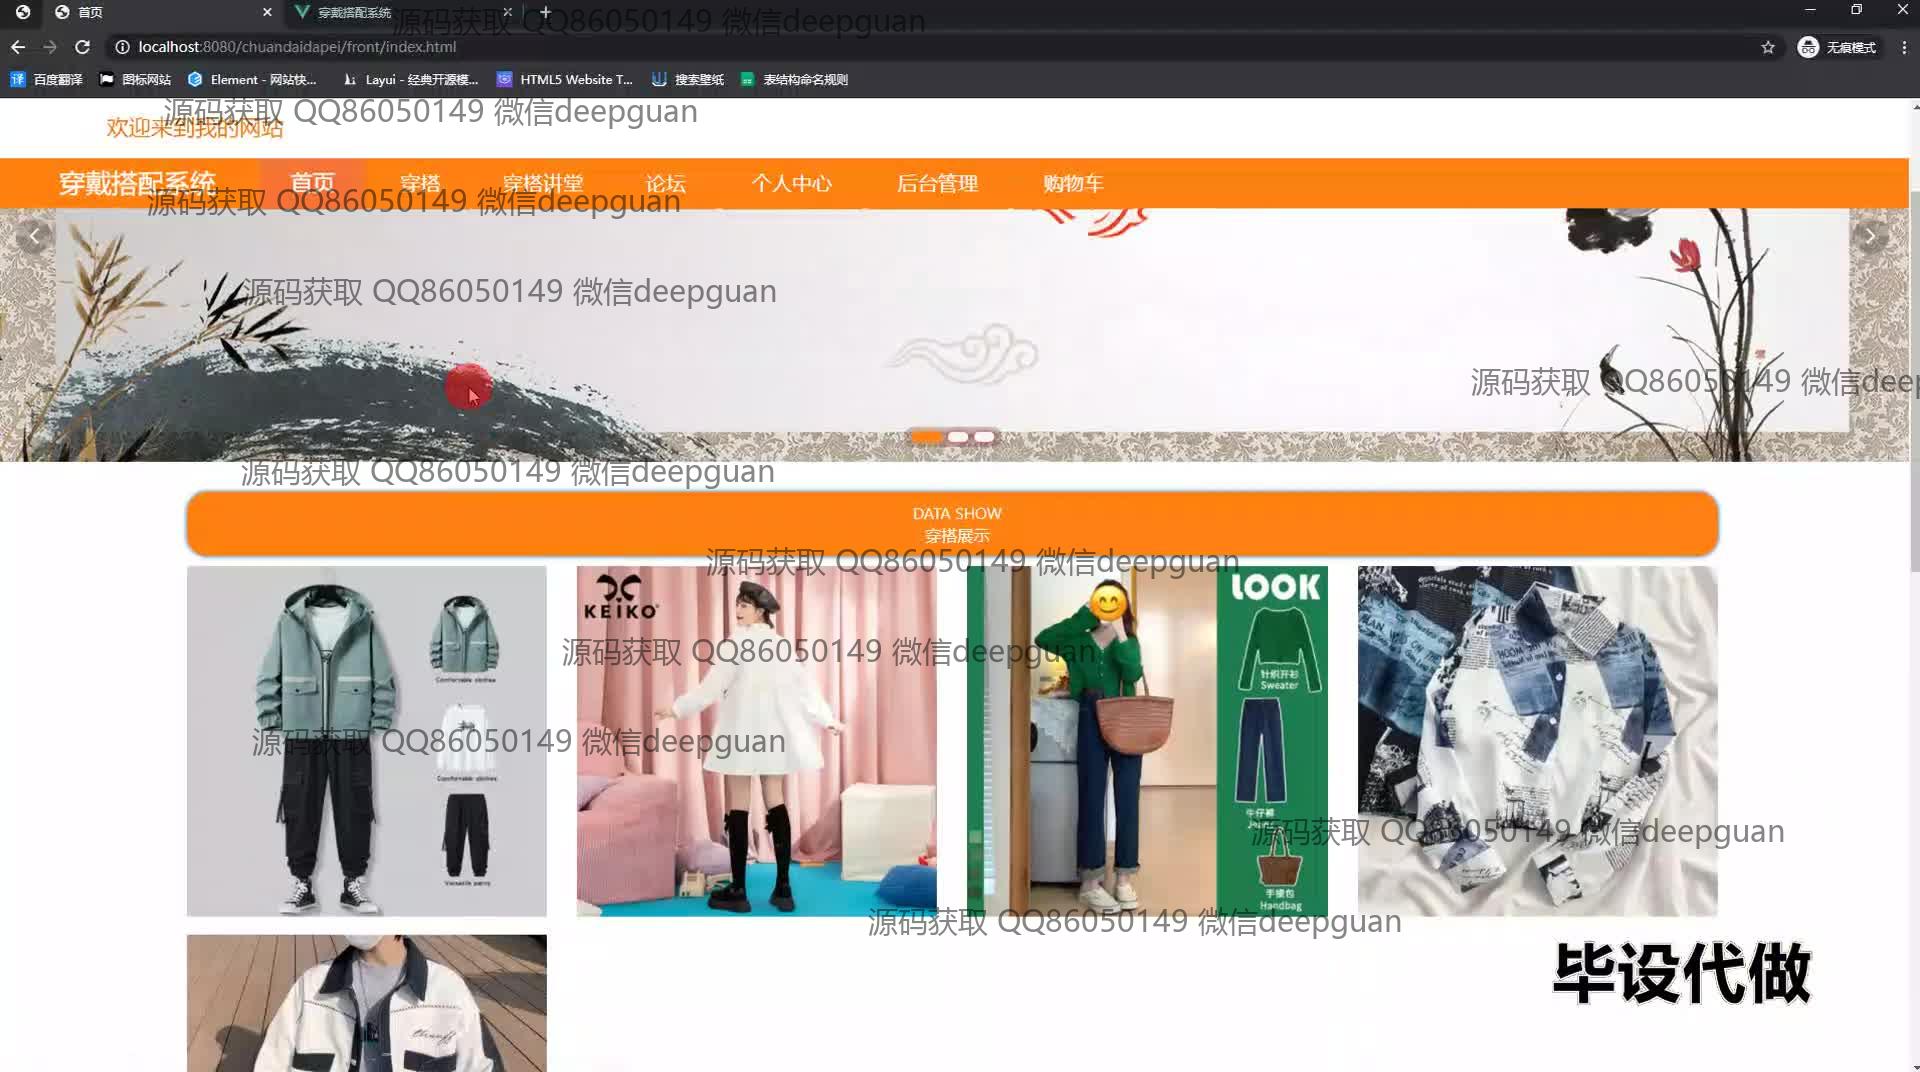 首页
穿戴搭配系统
源码获取 QQ86050149 微信deepguan
localhost:8080/chuandaidapei/front/index.html
无痕模式
百度翻译
图标网站
Element - 网站快...
Layui - 经典开源模...
HTML5 Website T...
搜索壁纸
表结构命名规则
源码获取 QQ86050149 微信deepguan
欢迎来到我的网站
穿戴搭配系统
首页
穿搭
穿搭讲堂
论坛
个人中心
后台管理
购物车
源码获取 QQ86050149 微信deepguan
源码获取 QQ86050149 微信deepguan
源码获取 QQ86050149 微信deep
源码获取 QQ86050149 微信deepguan
DATA SHOW
穿搭展示
源码获取 QQ86050149 微信deepguan
KEIKO
LOOK
源码获取 QQ86050149 微信deepguan
Comfortable clothes
针织开衫
Sweater
源码获取 QQ86050149 微信deepguan
Comfortable clothes
牛仔裤
源码获取 QQ86050149 微信deepguan
Versatile pants
手提包
Handbag
源码获取 QQ86050149 微信deepguan
毕设代做